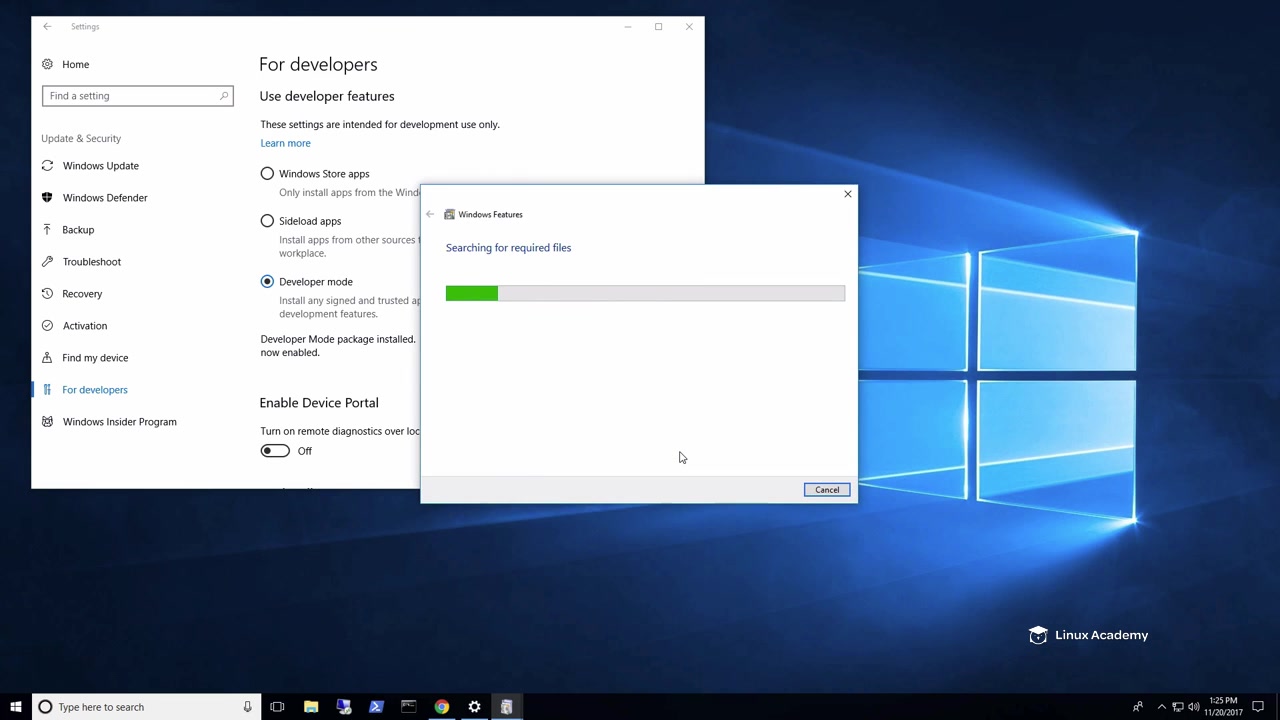 Settings
Home
Find a setting
Update & Security
Windows Update
Windows Defender
Backup
Troubleshoot
Recovery
Activation
Find my device
For developers
Windows Insider Program
For developers
Use developer features
These settings are intended for development use only.
Learn more
Windows Store apps
Only install apps from the Wind
Sideload apps
Install apps from other sources t
workplace.
Developer mode
Install any signed and trusted ap
development features.
Developer Mode package installed.
now enabled.
Enable Device Portal
Turn on remote diagnostics over loc
Off
Windows Features
Searching for required files
Cancel
Linux Academy
Type here to search
1:25 PM
11/20/2017